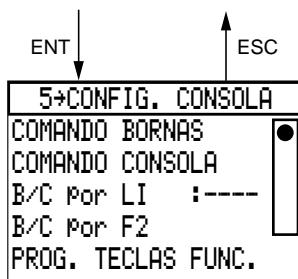 ENT ESC
5→CONFIG. CONSOLA
COMANDO BORNAS
COMANDO CONSOLA
B/C por LI :----
B/C por F2
PROG. TECLAS FUNC.